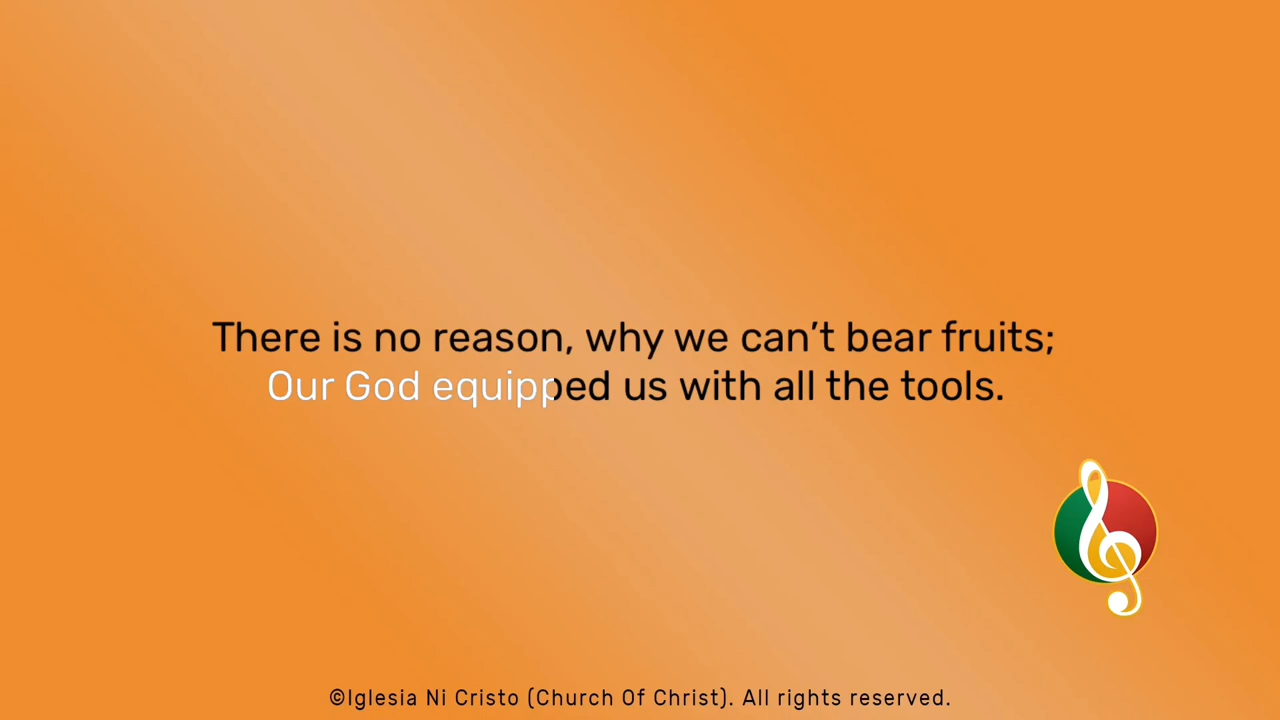 There is no reason, why we can’t bear fruits;
Our God equipped us with all the tools.
©Iglesia Ni Cristo (Church Of Christ). All rights reserved.